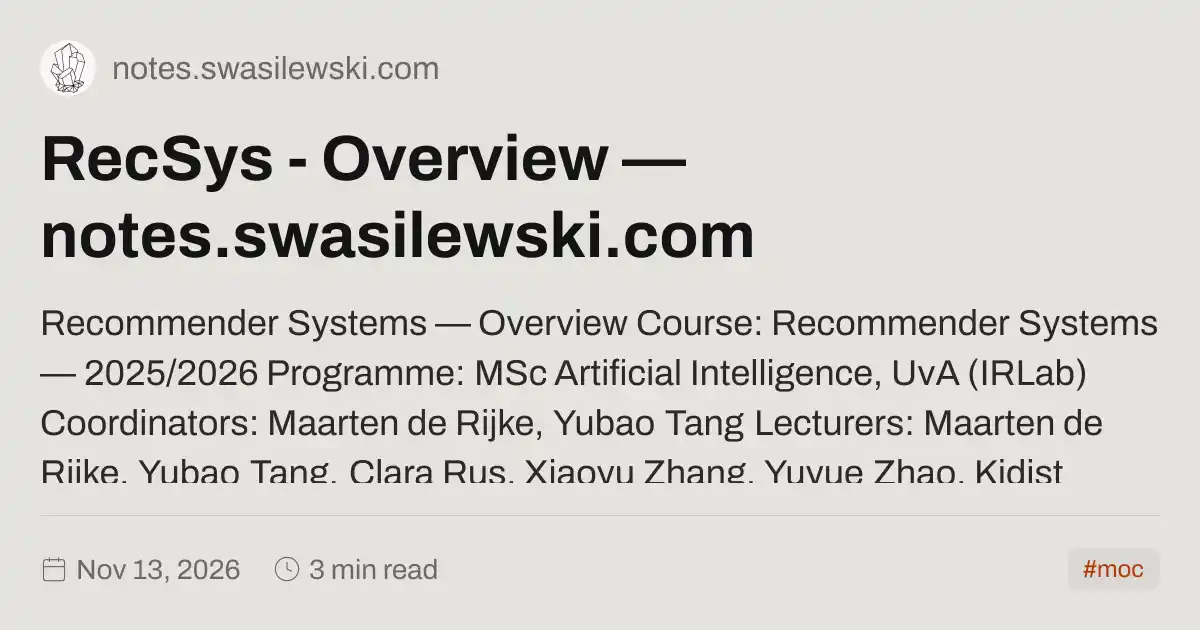 notes.swasilewski.com
RecSys - Overview —
notes.swasilewski.com
Recommender Systems — Overview Course: Recommender Systems
— 2025/2026 Programme: MSc Artificial Intelligence, UvA (IRLab)
Coordinators: Maarten de Rijke, Yubao Tang Lecturers: Maarten de
Rijke, Yubao Tang, Clara Rus, Xiaoyu Zhang, Yuyue Zhao, Kidist
Nov 13, 2026
3 min read
#moc